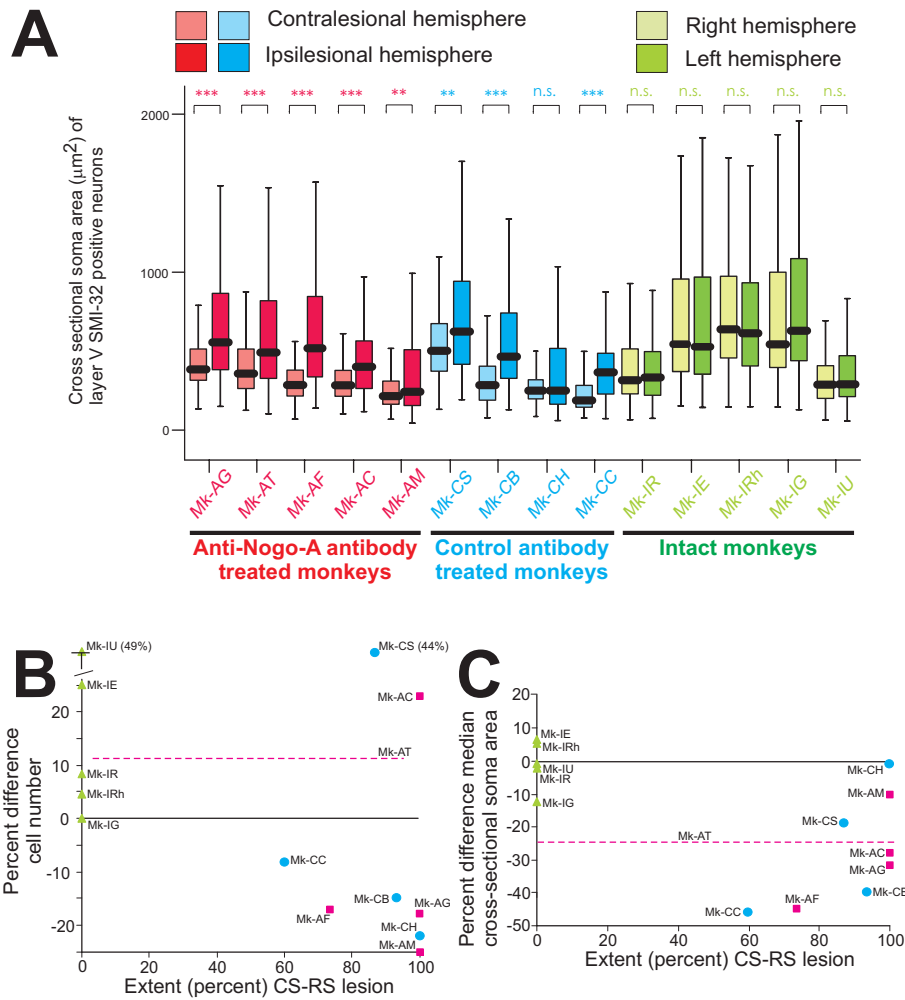 A
Contralesional hemisphere
Ipsilesional hemisphere
Right hemisphere
Left hemisphere
Cross sectional soma area (μm²) of
layer V SMI-32 positive neurons
2000
1000
0
*** *** *** *** ** ** *** n.s. *** n.s. n.s. n.s. n.s. n.s.
Mk-AG Mk-AT Mk-AF Mk-AC Mk-AM Mk-CS Mk-CB Mk-CH Mk-CC Mk-IR Mk-IE Mk-IRh Mk-IG Mk-IU
Anti-Nogo-A antibody
treated monkeys
Control antibody
treated monkeys
Intact monkeys
B
Percent difference
cell number
20
10
0
-10
-20
Mk-IU (49%)
Mk-CS (44%)
Mk-IE
Mk-AC
Mk-AT
Mk-IR
Mk-IRh
Mk-IG
Mk-CC
Mk-CB
Mk-AG
Mk-AF
Mk-CH
Mk-AM
0 20 40 60 80 100
Extent (percent) CS-RS lesion
C
Percent difference median
cross-sectional soma area
20
10
0
-10
-20
-30
-40
-50
Mk-IE
Mk-IRh
Mk-IU
Mk-IR
Mk-IG
Mk-CH
Mk-AM
Mk-CS
Mk-AT
Mk-AC
Mk-AG
Mk-CB
Mk-AF
Mk-CC
0 20 40 60 80 100
Extent (percent) CS-RS lesion